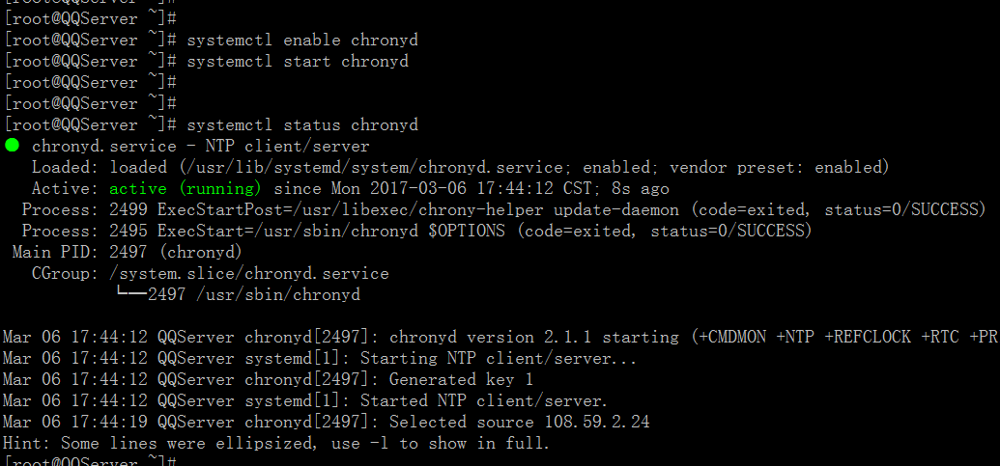 [root@QQServer ~]#
[root@QQServer ~]#
[root@QQServer ~]# systemctl enable chronyd
[root@QQServer ~]# systemctl start chronyd
[root@QQServer ~]#
[root@QQServer ~]#
[root@QQServer ~]# systemctl status chronyd
● chronyd.service - NTP client/server
   Loaded: loaded (/usr/lib/systemd/system/chronyd.service; enabled; vendor preset: enabled)
   Active: active (running) since Mon 2017-03-06 17:44:12 CST; 8s ago
  Process: 2499 ExecStartPost=/usr/libexec/chrony-helper update-daemon (code=exited, status=0/SUCCESS)
  Process: 2495 ExecStart=/usr/sbin/chronyd $OPTIONS (code=exited, status=0/SUCCESS)
 Main PID: 2497 (chronyd)
   CGroup: /system.slice/chronyd.service
           └──2497 /usr/sbin/chronyd
Mar 06 17:44:12 QQServer chronyd[2497]: chronyd version 2.1.1 starting (+CMDMON +NTP +REFCLOCK +RTC +PR
Mar 06 17:44:12 QQServer systemd[1]: Starting NTP client/server...
Mar 06 17:44:12 QQServer chronyd[2497]: Generated key 1
Mar 06 17:44:12 QQServer systemd[1]: Started NTP client/server.
Mar 06 17:44:19 QQServer chronyd[2497]: Selected source 108.59.2.24
Hint: Some lines were ellipsized, use -l to show in full.
[root@QQServer ~]#